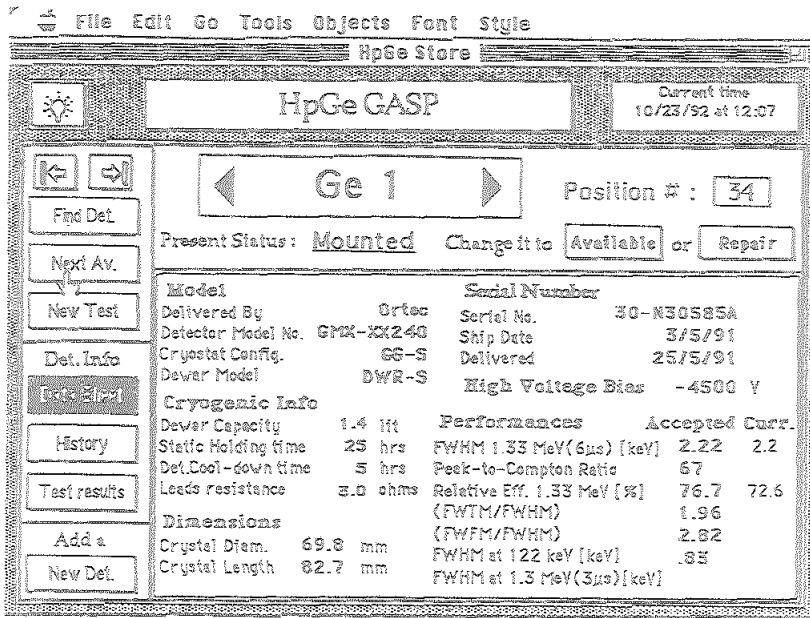 File Edit Go Tools Objects Font Style
HpGe Store
HpGe GASP
Current time
10/23/92 at 12:07
Ge 1
Position # : 34
Find Det.
Present Status: Mounted Change it to Available or Repair
Next Av.
New Test
Det. Info
Data Sheet
History
Test results
Add a
New Det.
Model
Delivered By Ortec
Detector Model No. GMX-XX240
Cryostat Config. GG-S
Dewar Model DWR-S
Serial Number
Serial No. 30-N30585A
Ship Date 3/5/91
Delivered 25/5/91
High Voltage Bias -4500 V
Cryogenic Info
Dewar Capacity 1.4 lit
Static Holding time 25 hrs
Det.Cool-down time 5 hrs
Leads resistance 3.0 ohms
Dimensions
Crystal Diam. 69.8 mm
Crystal Length 82.7 mm
Performances Accepted Curr.
FWHM 1.33 MeV(6µs) [keV] 2.22 2.2
Peak-to-Compton Ratio 67
Relative Eff. 1.33 MeV [%] 76.7 72.6
(FWTM/FWHM) 1.96
(FWFM/FWHM) 2.82
FWHM at 122 keV [keV] .83
FWHM at 1.3 MeV(3µs)[keV]